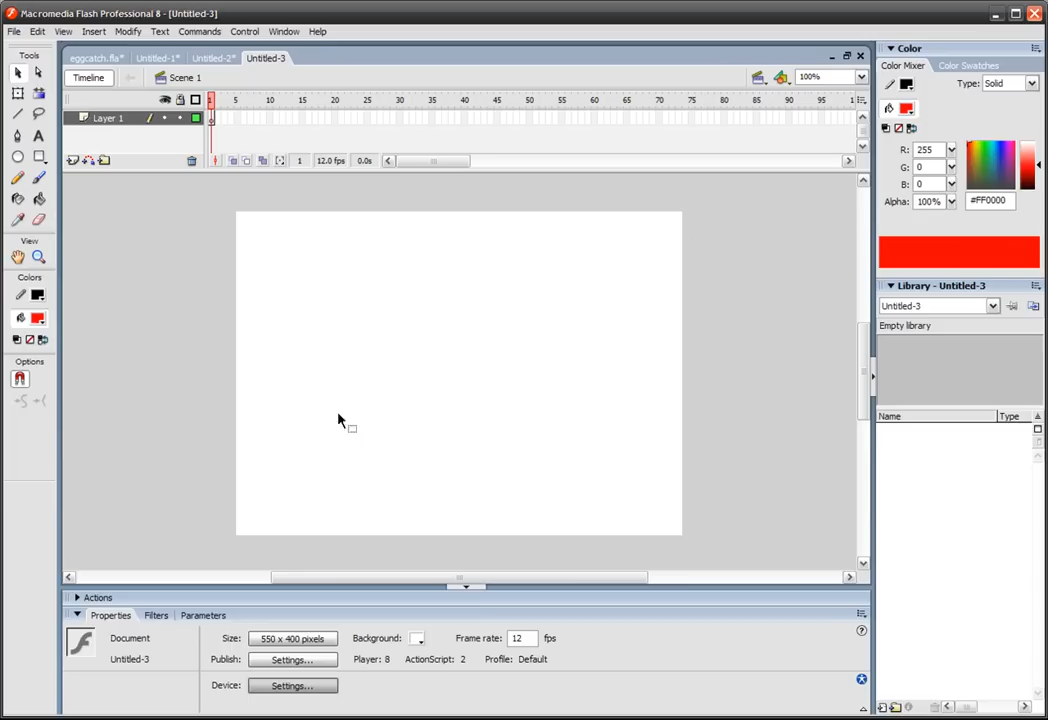 Macromedia Flash Professional 8 - [Untitled-3]
File Edit View Insert Modify Text Commands Control Window Help
Tools
eggcatch.fla* Untitled-1* Untitled-2* Untitled-3
Timeline Scene 1 100%
1 5 10 15 20 25 30 35 40 45 50 55 60 65 70 75 80 85 90 95 1
Layer 1
1 12.0 fps 0.0s
View
Colors
Options
Color
Color Mixer Color Swatches
Type: Solid
R: 255
G: 0
B: 0
Alpha: 100% #FF0000
Library - Untitled-3
Untitled-3
Empty library
Name Type
Actions
Properties Filters Parameters
Document Size: 550 x 400 pixels Background: Frame rate: 12 fps
Untitled-3 Publish: Settings... Player: 8 ActionScript: 2 Profile: Default
Device: Settings...